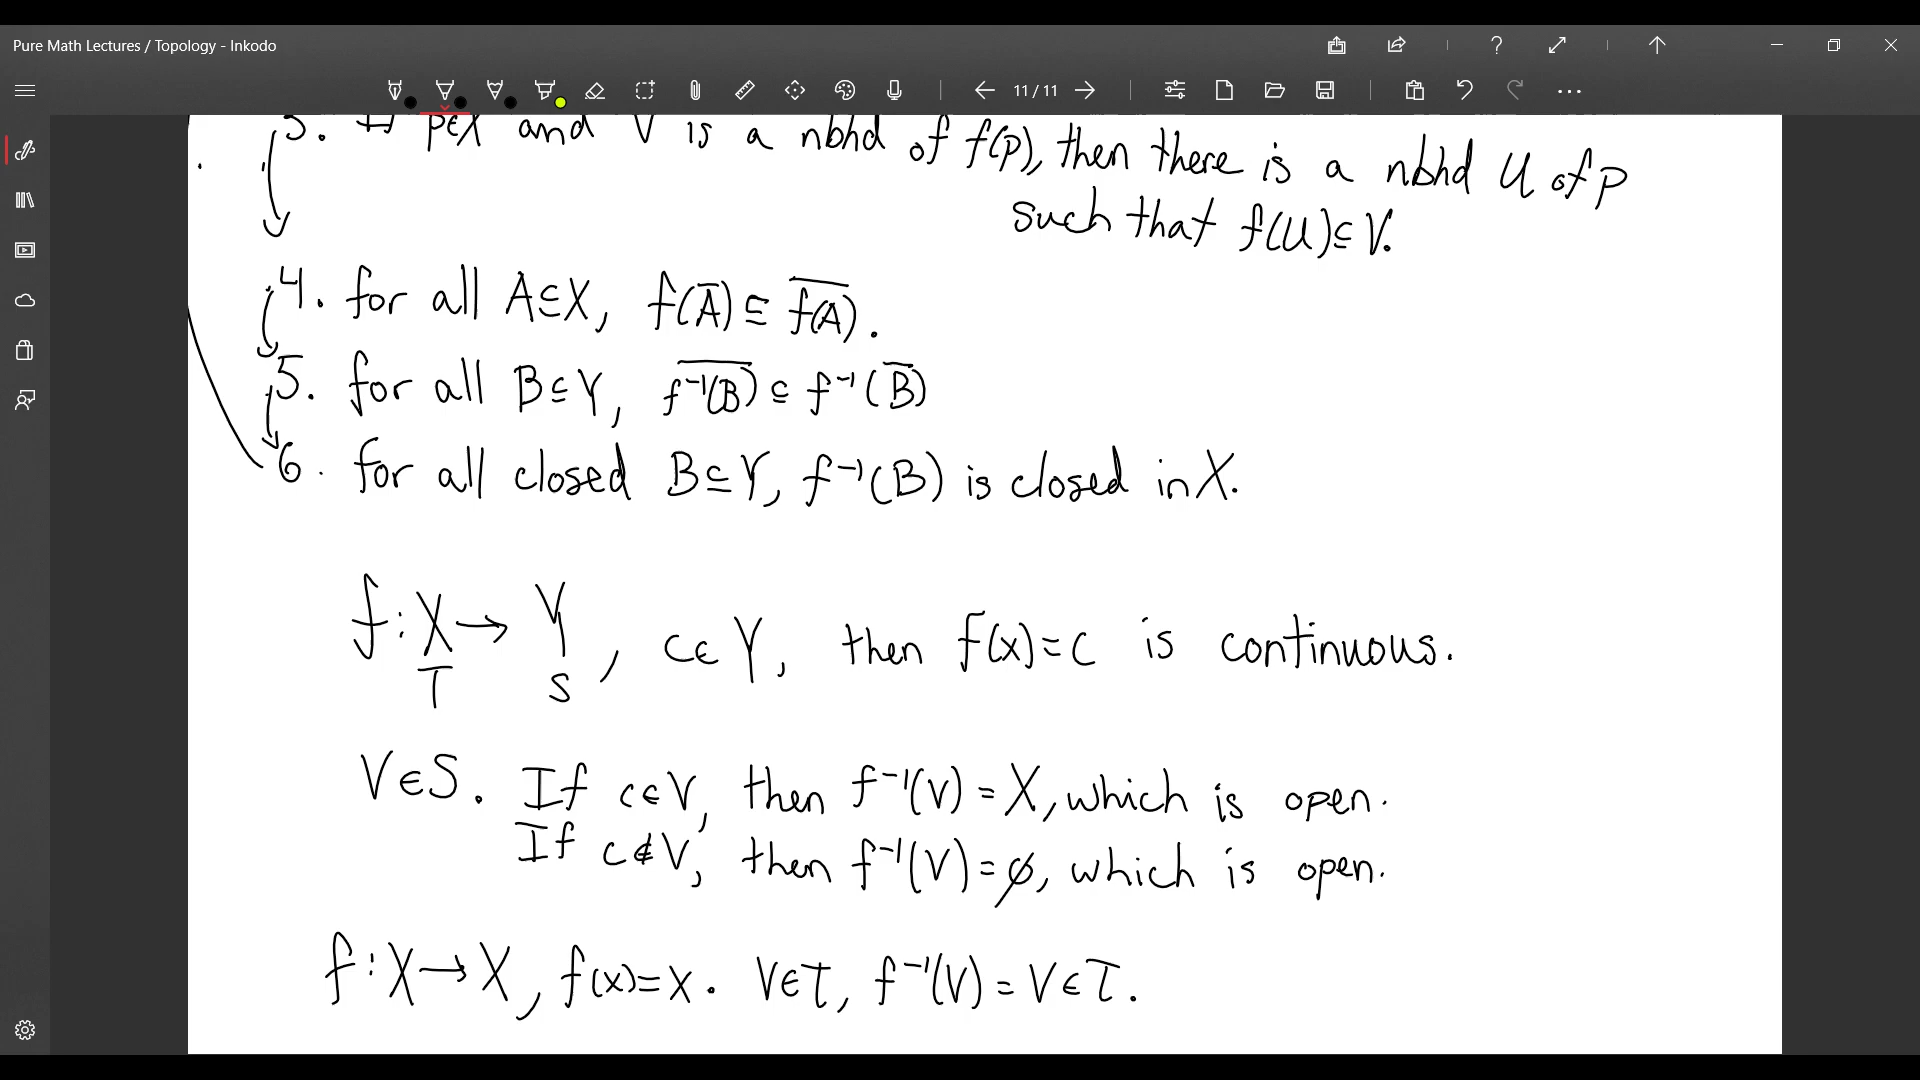 Pure Math Lectures / Topology - Inkodo
11 / 11
3. If p∈X and V is a nbhd of f(p), then there is a nbhd U of p
such that f(U)⊆V.
4. for all A⊆X, f(A̅)⊆\overline{f(A)}.
5. for all B⊆Y, \overline{f⁻¹(B)}⊆f⁻¹(B̅)
6. for all closed B⊆Y, f⁻¹(B) is closed in X.
f:X→Y, c∈Y, then f(x)=c is continuous.
T S
V∈S. If c∈V, then f⁻¹(V)=X, which is open.
If c∉V, then f⁻¹(V)=∅, which is open.
f:X→X, f(x)=x. V∈T, f⁻¹(V)=V∈T.